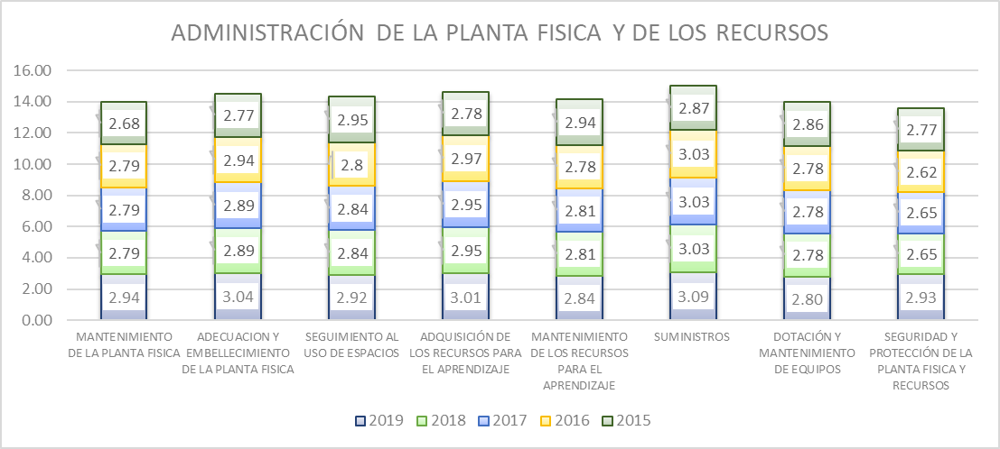 ADMINISTRACIÓN DE LA PLANTA FISICA Y DE LOS RECURSOS
16.00
14.00
12.00
10.00
8.00
6.00
4.00
2.00
0.00
2.68 2.77 2.95 2.78 2.94 2.87 2.86 2.77
2.79 2.94 2.8 2.97 2.78 3.03 2.78 2.62
2.79 2.89 2.84 2.95 2.81 3.03 2.78 2.65
2.79 2.89 2.84 2.95 2.81 3.03 2.78 2.65
2.94 3.04 2.92 3.01 2.84 3.09 2.80 2.93
MANTENIMIENTO
DE LA PLANTA FISICA
ADECUACION Y
EMBELLECIMIENTO
DE LA PLANTA FISICA
SEGUIMIENTO AL
USO DE ESPACIOS
ADQUISICIÓN DE
LOS RECURSOS PARA
EL APRENDIZAJE
MANTENIMIENTO
DE LOS RECURSOS
PARA EL
APRENDIZAJE
SUMINISTROS
DOTACIÓN Y
MANTENIMIENTO
DE EQUIPOS
SEGURIDAD Y
PROTECCIÓN DE LA
PLANTA FISICA Y
RECURSOS
2019 2018 2017 2016 2015